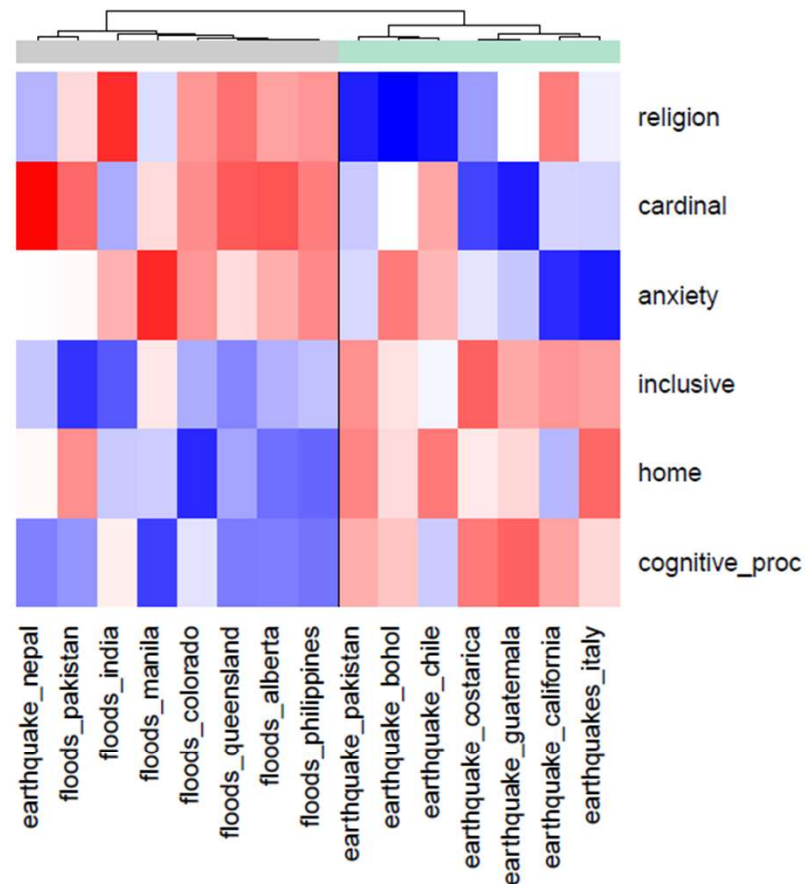 religion
cardinal
anxiety
inclusive
home
cognitive_proc
earthquake_nepal
floods_pakistan
floods_india
floods_manila
floods_colorado
floods_queensland
floods_alberta
floods_philippines
earthquake_pakistan
earthquake_bohol
earthquake_chile
earthquake_costarica
earthquake_guatemala
earthquake_california
earthquakes_italy